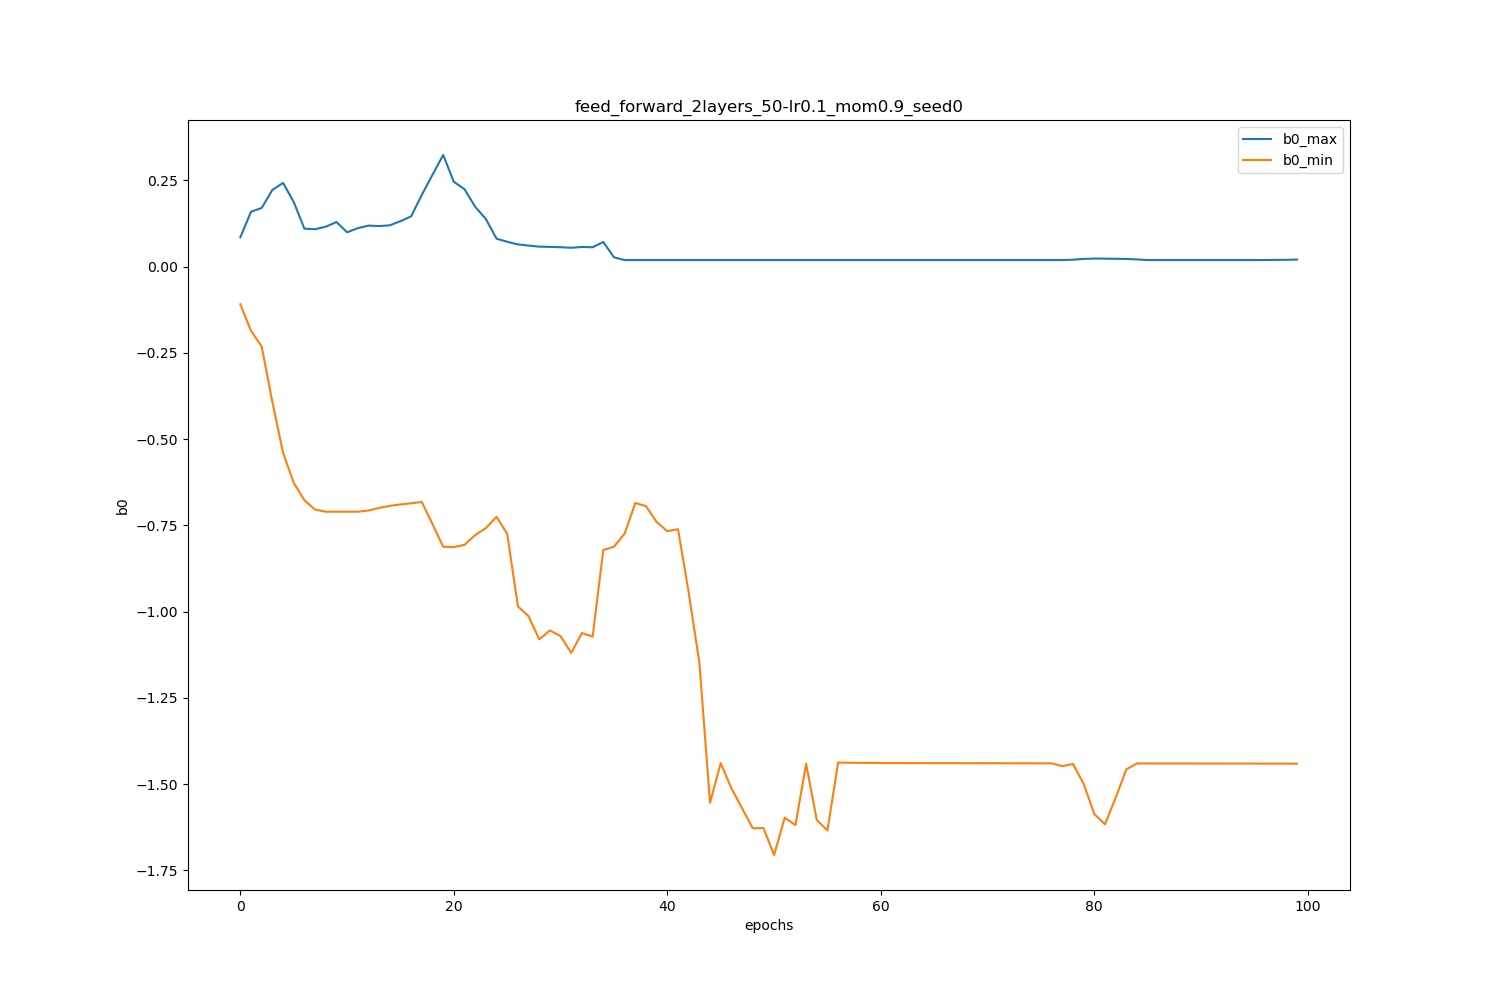 feed_forward_2layers_50-lr0.1_mom0.9_seed0
b0_max
b0_min
0.25
0.00
−0.25
−0.50
−0.75
−1.00
−1.25
−1.50
−1.75
b0
0 20 40 60 80 100
epochs